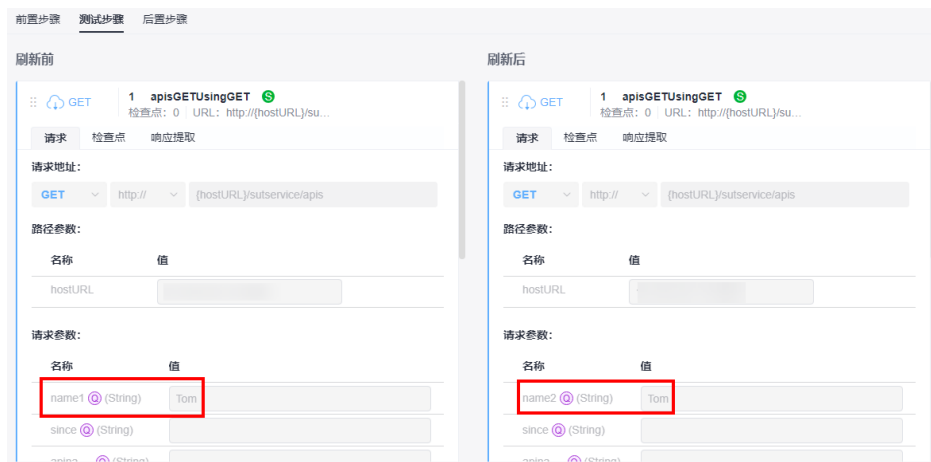 前置步骤 测试步骤 后置步骤
刷新前
GET 1 apisGETUsingGET S
检查点：0 URL：http://{hostURL}/su...
请求 检查点 响应提取
请求地址：
GET http:// {hostURL}/sutservice/apis
路径参数：
名称 值
hostURL
请求参数：
名称 值
name1 Q (String) Tom
since Q (String)
Q (String)
刷新后
GET 1 apisGETUsingGET S
检查点：0 URL：http://{hostURL}/su...
请求 检查点 响应提取
请求地址：
GET http:// {hostURL}/sutservice/apis
路径参数：
名称 值
hostURL
请求参数：
名称 值
name2 Q (String) Tom
since Q (String)
Q (String)